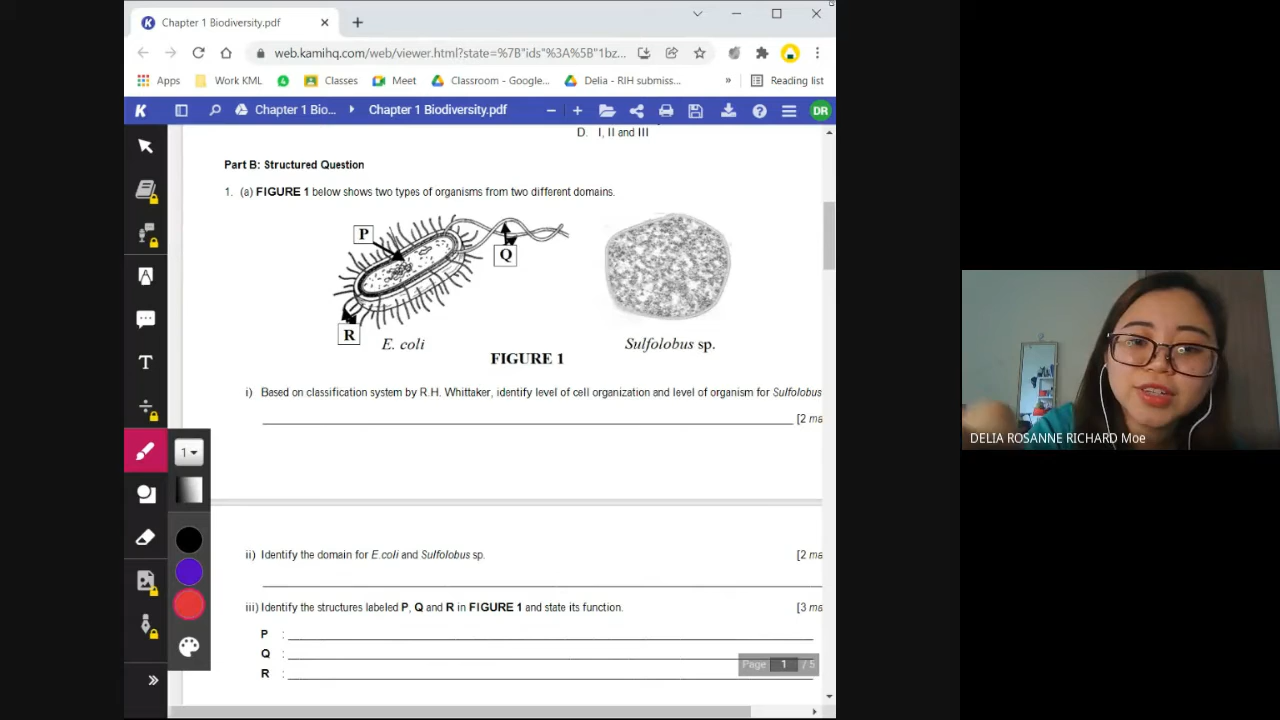 Chapter 1 Biodiversity.pdf
web.kamihq.com/web/viewer.html?state=%7B"ids"%3A%5B"1bz...
Apps Work KML Classes Meet Classroom - Google... Delia - RIH submiss... » Reading list
K Chapter 1 Bio... Chapter 1 Biodiversity.pdf DR
D. I, II and III
Part B: Structured Question
1. (a) FIGURE 1 below shows two types of organisms from two different domains.
P
Q
R
E. coli
Sulfolobus sp.
FIGURE 1
i) Based on classification system by R.H. Whittaker, identify level of cell organization and level of organism for Sulfolobus
[2 ma
1
ii) Identify the domain for E.coli and Sulfolobus sp. [2 ma
iii) Identify the structures labeled P, Q and R in FIGURE 1 and state its function. [3 ma
P :
Q :
R :
Page 1 / 5
DELIA ROSANNE RICHARD Moe